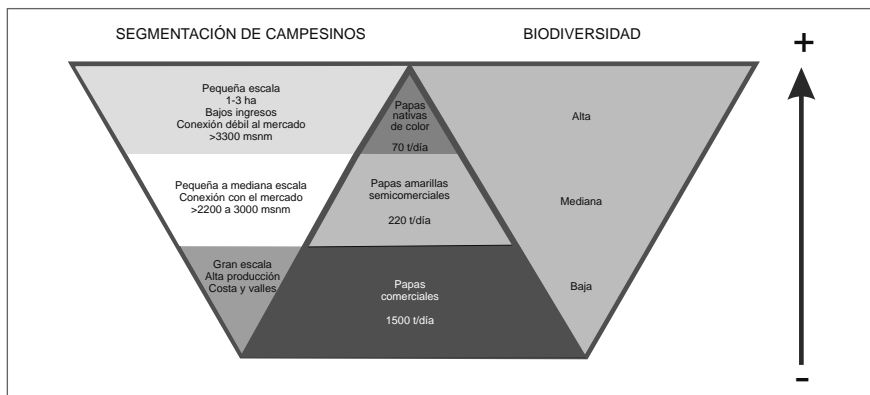 SEGMENTACIÓN DE CAMPESINOS
BIODIVERSIDAD
+
Pequeña escala
1-3 ha
Bajos ingresos
Conexión débil al mercado
>3300 msnm
Papas
nativas
de color
70 t/día
Alta
Pequeña a mediana escala
Conexión con el mercado
>2200 a 3000 msnm
Papas amarillas
semicomerciales
220 t/día
Mediana
Gran escala
Alta producción
Costa y valles
Papas
comerciales
1500 t/día
Baja
-